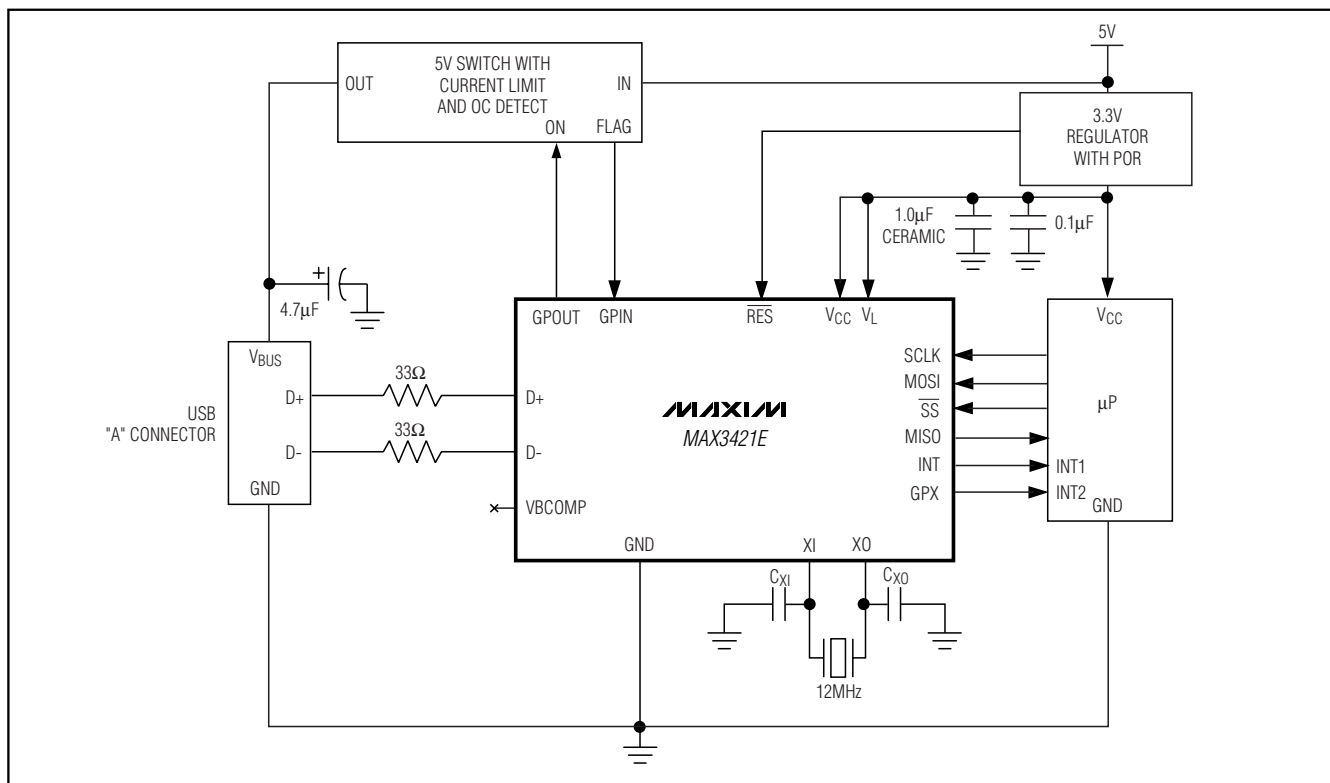 5V
5V SWITCH WITH
CURRENT LIMIT
AND OC DETECT
OUT
IN
ON
FLAG
3.3V
REGULATOR
WITH POR
1.0µF
CERAMIC
0.1µF
4.7µF
+
GPOUT
GPIN
RES
VCC
VL
VCC
VBUS
D+
D-
GND
USB
"A" CONNECTOR
33Ω
33Ω
D+
D-
VBCOMP
GND
XI
XO
MAXIM
MAX3421E
SCLK
MOSI
SS
MISO
INT
GPX
µP
INT1
INT2
GND
CXI
CXO
12MHz